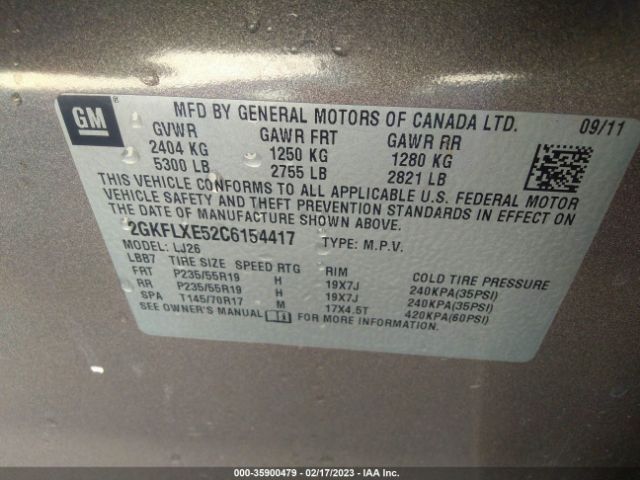 GM ®
MFD BY GENERAL MOTORS OF CANADA LTD. 09/11
GVWR GAWR FRT GAWR RR
2404 KG 1250 KG 1280 KG
5300 LB 2755 LB 2821 LB
THIS VEHICLE CONFORMS TO ALL APPLICABLE U.S. FEDERAL MOTOR
VEHICLE SAFETY AND THEFT PREVENTION STANDARDS IN EFFECT ON
THE DATE OF MANUFACTURE SHOWN ABOVE.
2GKFLXE52C6154417 TYPE: M.P.V.
MODEL: LJ26
LBB7 TIRE SIZE SPEED RTG RIM COLD TIRE PRESSURE
FRT P235/55R19 H 19X7J 240KPA(35PSI)
RR P235/55R19 H 19X7J 240KPA(35PSI)
SPA T145/70R17 M 17X4.5T 420KPA(60PSI)
SEE OWNER'S MANUAL FOR MORE INFORMATION.
000-35900479 - 02/17/2023 - IAA Inc.